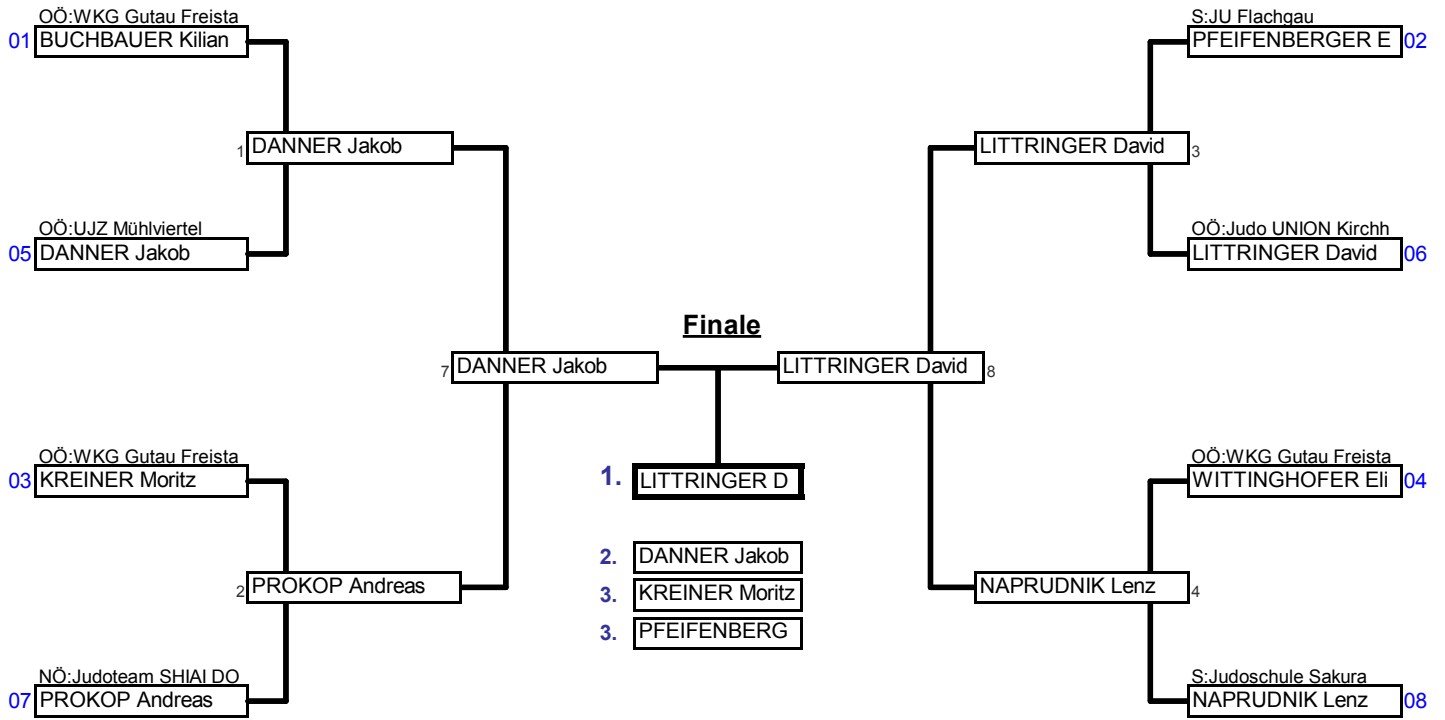 OÖ:WKG Gutau Freista
01 BUCHBAUER Kilian
S:JU Flachgau
PFEIFENBERGER E 02
1 DANNER Jakob
LITTRINGER David 3
OÖ:UJZ Mühlviertel
05 DANNER Jakob
OÖ:Judo UNION Kirchh
LITTRINGER David 06
Finale
7 DANNER Jakob
LITTRINGER David 8
OÖ:WKG Gutau Freista
03 KREINER Moritz
1. LITTRINGER D
OÖ:WKG Gutau Freista
WITTINGHOFER Eli 04
2. DANNER Jakob
2 PROKOP Andreas
3. KREINER Moritz
NAPRUDNIK Lenz 4
3. PFEIFENBERG
NÖ:Judoteam SHIAI DO
07 PROKOP Andreas
S:Judoschule Sakura
NAPRUDNIK Lenz 08